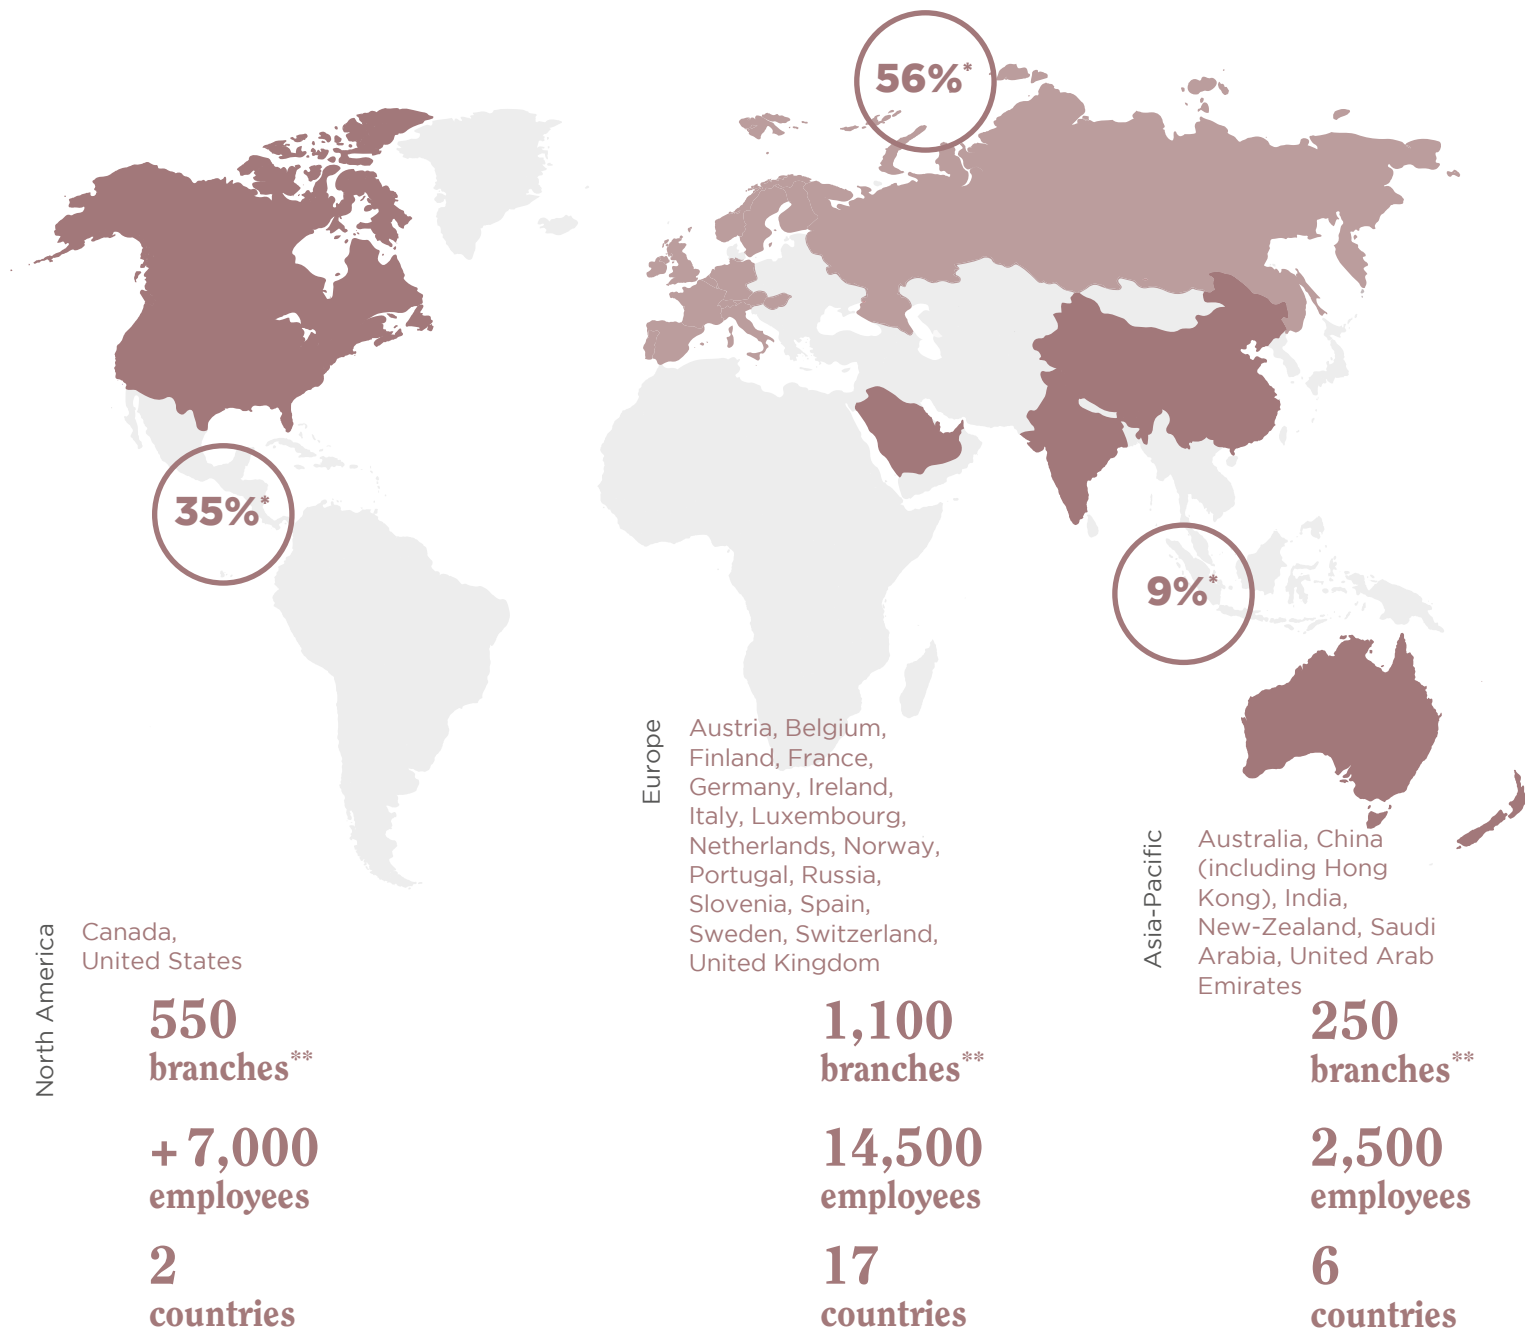 56%*
35%*
9%*
North America
Canada,
United States
550
branches**
+ 7,000
employees
2
countries
Europe
Austria, Belgium,
Finland, France,
Germany, Ireland,
Italy, Luxembourg,
Netherlands, Norway,
Portugal, Russia,
Slovenia, Spain,
Sweden, Switzerland,
United Kingdom
1,100
branches**
14,500
employees
17
countries
Asia-Pacific
Australia, China
(including Hong
Kong), India,
New-Zealand, Saudi
Arabia, United Arab
Emirates
250
branches**
2,500
employees
6
countries